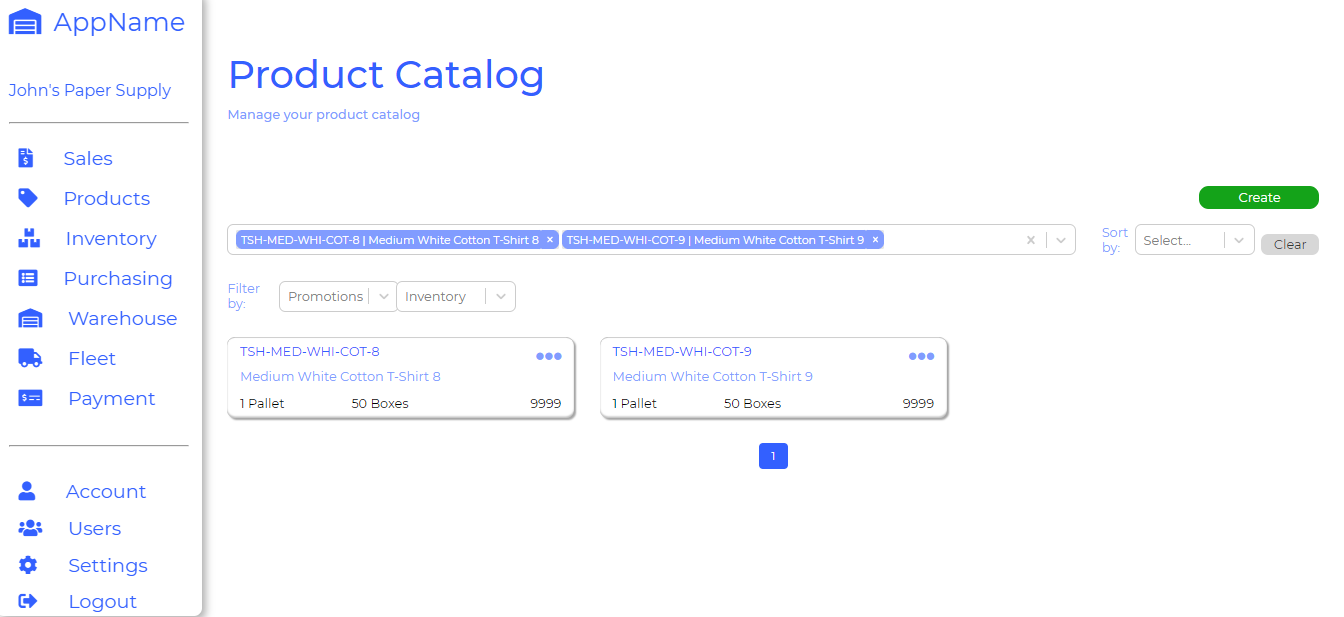 AppName
John's Paper Supply
Sales
Products
Inventory
Purchasing
Warehouse
Fleet
Payment
Account
Users
Settings
Logout
Product Catalog
Manage your product catalog
Create
TSH-MED-WHI-COT-8 | Medium White Cotton T-Shirt 8 × TSH-MED-WHI-COT-9 | Medium White Cotton T-Shirt 9 ×
Sort by:
Select...
Clear
Filter by:
Promotions
Inventory
TSH-MED-WHI-COT-8
Medium White Cotton T-Shirt 8
1 Pallet 50 Boxes 9999
TSH-MED-WHI-COT-9
Medium White Cotton T-Shirt 9
1 Pallet 50 Boxes 9999
1